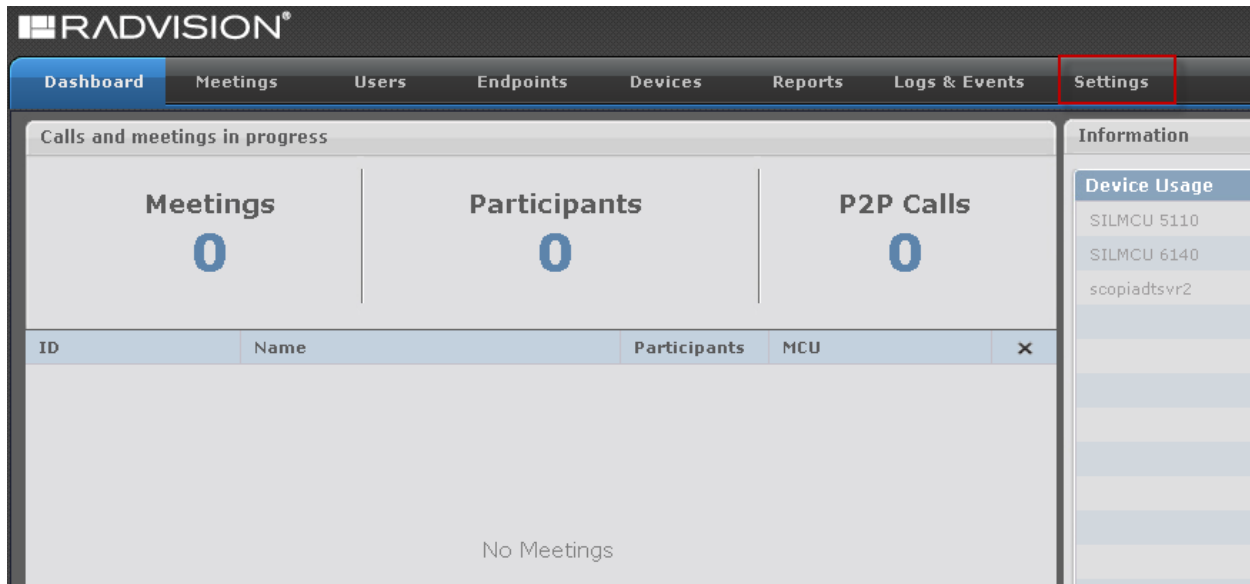 RADVISION®
Dashboard Meetings Users Endpoints Devices Reports Logs & Events Settings
Calls and meetings in progress
Meetings Participants P2P Calls
0 0 0
ID Name Participants MCU ×
No Meetings
Information
Device Usage
SILMCU 5110
SILMCU 6140
scopiadtsvr2